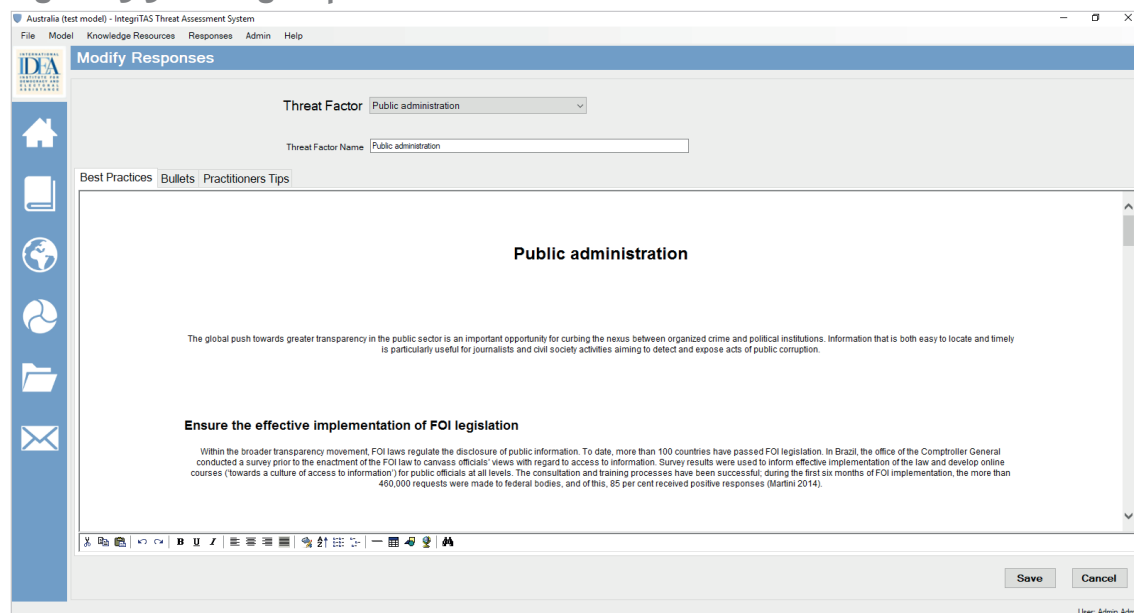 Australia (test model) - IntegriTAS Threat Assessment System
File Model Knowledge Resources Responses Admin Help
INTERNATIONAL
IDEA
INSTITUTE FOR
DEMOCRACY AND
ELECTORAL
ASSISTANCE
Modify Responses
Threat Factor Public administration
Threat Factor Name Public administration
Best Practices Bullets Practitioners Tips
Public administration
The global push towards greater transparency in the public sector is an important opportunity for curbing the nexus between organized crime and political institutions. Information that is both easy to locate and timely
is particularly useful for journalists and civil society activities aiming to detect and expose acts of public corruption.
Ensure the effective implementation of FOI legislation
Within the broader transparency movement, FOI laws regulate the disclosure of public information. To date, more than 100 countries have passed FOI legislation. In Brazil, the office of the Comptroller General
conducted a survey prior to the enactment of the FOI law to canvass officials' views with regard to access to information. Survey results were used to inform effective implementation of the law and develop online
courses ('towards a culture of access to information') for public officials at all levels. The consultation and training processes have been successful; during the first six months of FOI implementation, the more than
460,000 requests were made to federal bodies, and of this, 85 per cent received positive responses (Martini 2014).
B U I
Save Cancel
User: Admin